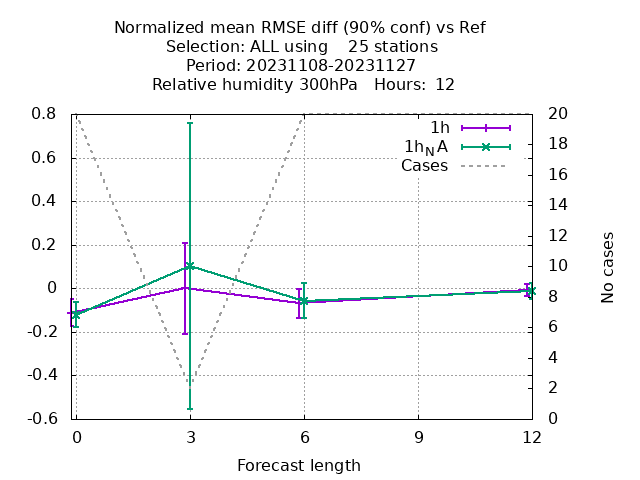 Normalized mean RMSE diff (90% conf) vs Ref
Selection: ALL using    25 stations
Period: 20231108-20231127
Relative humidity 300hPa   Hours:  12
0.8
0.6
0.4
0.2
0
-0.2
-0.4
-0.6
1h
1hNA
Cases
20
18
16
14
12
10
8
6
4
2
0
No cases
0
3
6
9
12
Forecast length